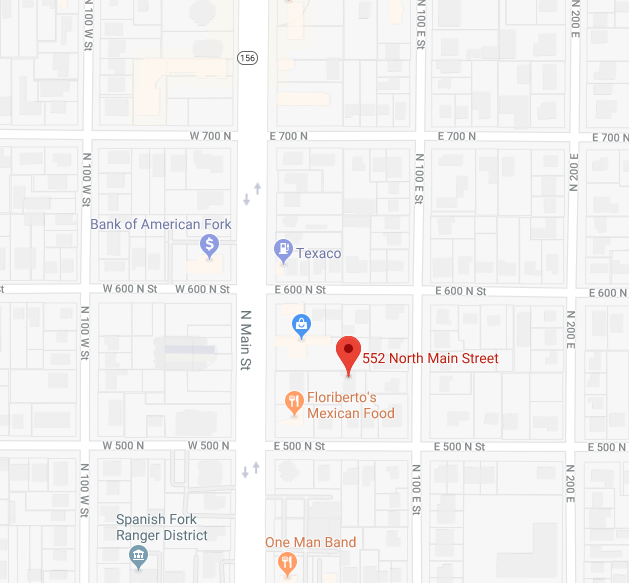 N 100 W St
N 100 E St
N 200 E
156
W 700 N
E 700 N
E 700 N
E 700 N
N 100 W St
N 100 E St
N 200 E
Bank of American Fork
$
Texaco
St
W 600 N St
W 600 N St
E 600 N St
E 600 N St
E 600 N
N 100 W St
N Main St
N 100 E St
N 200 E
552 North Main Street
Floriberto's
Mexican Food
W 500 N
W 500 N
E 500 N St
E 500 N St
E 500 N
N 100 W St
N 100 E St
N 200 E
Spanish Fork
Ranger District
One Man Band